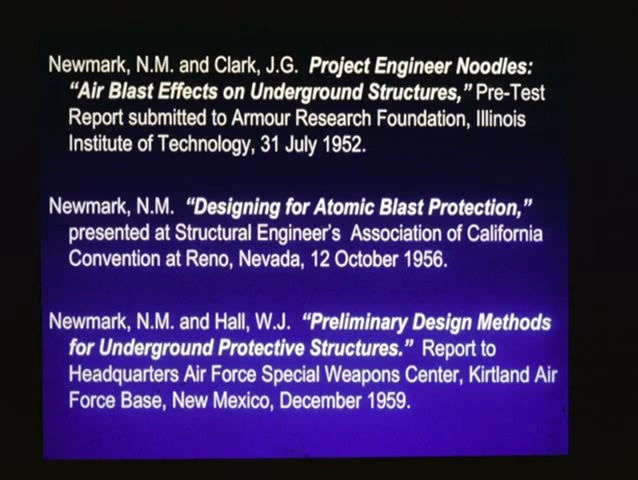 Newmark, N.M. and Clark, J.G. Project Engineer Noodles:
“Air Blast Effects on Underground Structures,” Pre-Test
Report submitted to Armour Research Foundation, Illinois
Institute of Technology, 31 July 1952.
Newmark, N.M. “Designing for Atomic Blast Protection,”
presented at Structural Engineer’s Association of California
Convention at Reno, Nevada, 12 October 1956.
Newmark, N.M. and Hall, W.J. “Preliminary Design Methods
for Underground Protective Structures.” Report to
Headquarters Air Force Special Weapons Center, Kirtland Air
Force Base, New Mexico, December 1959.